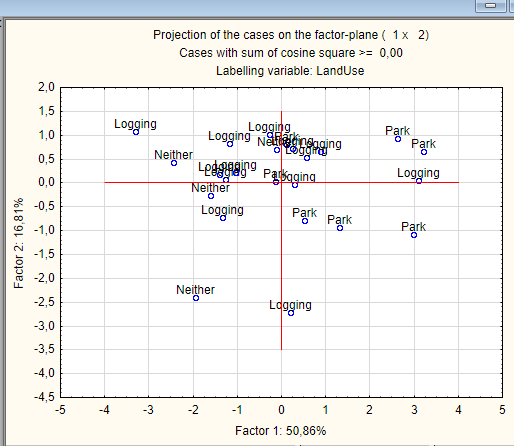 Projection of the cases on the factor-plane ( 1 x 2)
Cases with sum of cosine square >= 0,00
Labelling variable: LandUse
2,0
1,5
1,0
0,5
0,0
-0,5
-1,0
-1,5
-2,0
-2,5
-3,0
-3,5
-4,0
-4,5
Factor 2: 16,81%
Logging
Logging
Logging
Park
Park
Park
Neither
Logging
Logging
Neither
Logging
Logging
Logging
Park
Logging
Logging
Neither
Logging
Park
Park
Park
Neither
Logging
-5
-4
-3
-2
-1
0
1
2
3
4
5
Factor 1: 50,86%